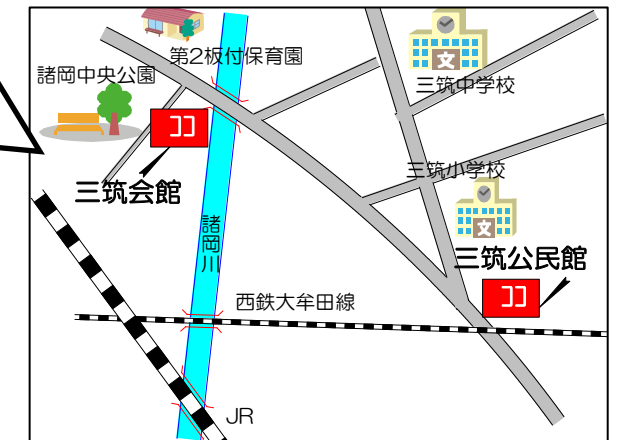 第2板付保育園
諸岡中央公園
三筑中学校
ココ
三筑会館
三筑小学校
文
文
諸岡川
三筑公民館
ココ
西鉄大牟田線
JR